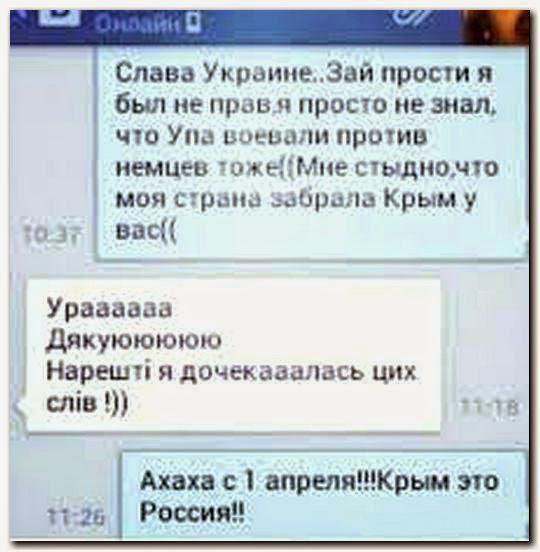 Онлайн
Слава Украине..Зай прости я
был не прав,я просто не знал,
что Упа воевали против
немцев тоже((Мне стыдно,что
моя страна забрала Крым у
вас((
10:37
Ураааааа
Дякуюююююю
Нарешті я дочекааалась цих
слів !))
11:18
Ахаха с 1 апреля!!!Крым это
Россия!!
11:26